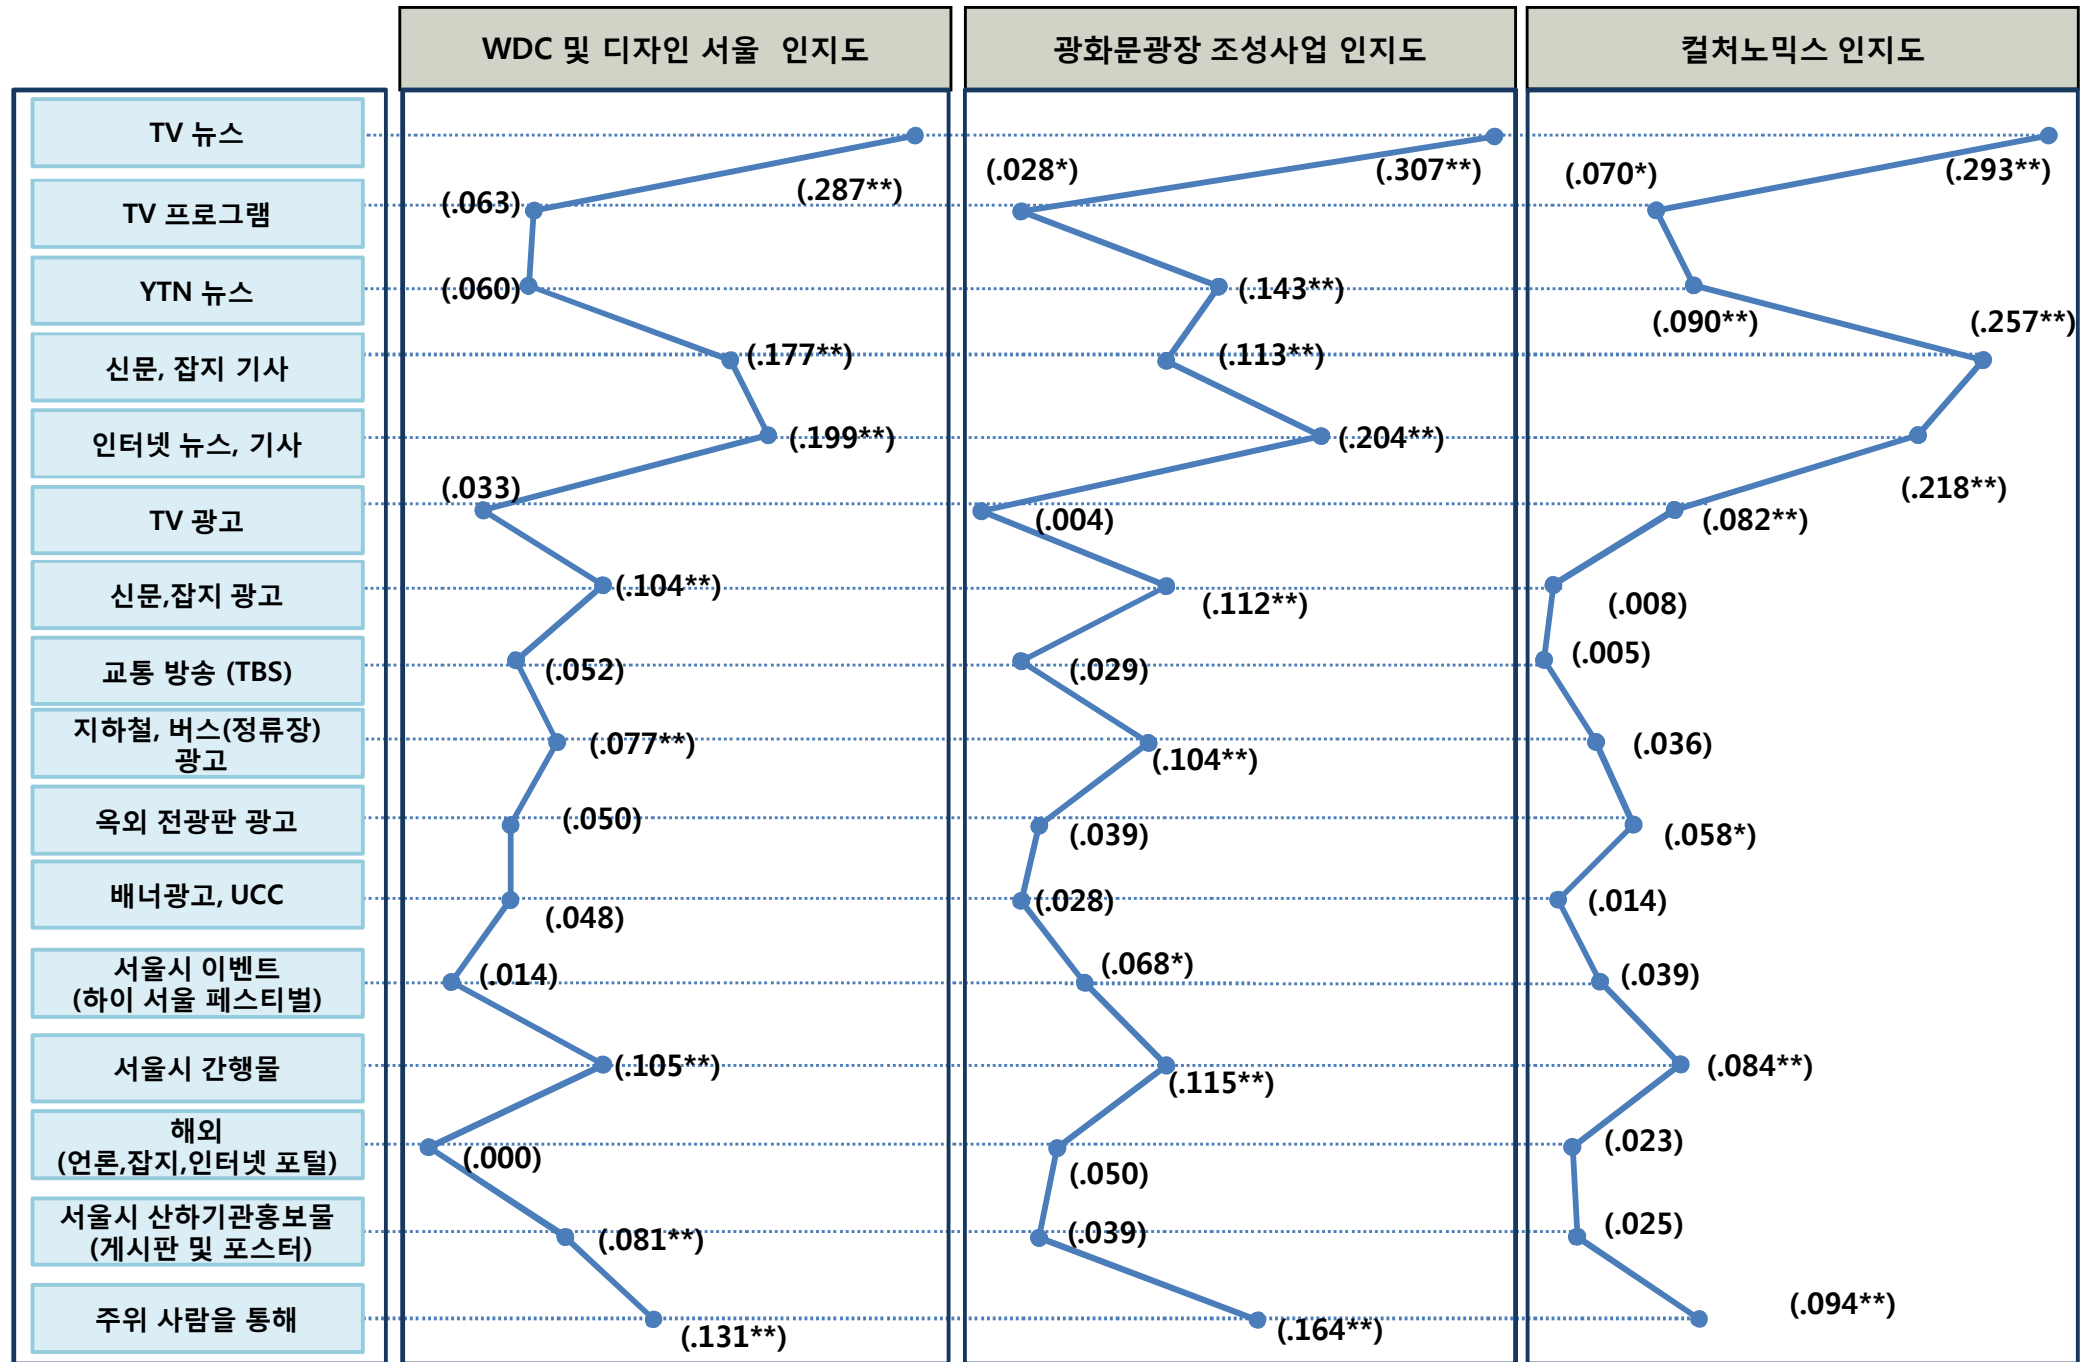 WDC 및 디자인 서울 인지도
광화문광장 조성사업 인지도
컬처노믹스 인지도
TV 뉴스
(.287**)
(.307**)
(.293**)
TV 프로그램
(.063)
(.028*)
(.070*)
YTN 뉴스
(.060)
(.143**)
(.090**)
신문, 잡지 기사
(.177**)
(.113**)
(.257**)
인터넷 뉴스, 기사
(.199**)
(.204**)
(.218**)
TV 광고
(.033)
(.004)
(.082**)
신문,잡지 광고
(.104**)
(.112**)
(.008)
교통 방송 (TBS)
(.052)
(.029)
(.005)
지하철, 버스(정류장)
광고
(.077**)
(.104**)
(.036)
옥외 전광판 광고
(.050)
(.039)
(.058*)
배너광고, UCC
(.048)
(.028)
(.014)
서울시 이벤트
(하이 서울 페스티벌)
(.014)
(.068*)
(.039)
서울시 간행물
(.105**)
(.115**)
(.084**)
해외
(언론,잡지,인터넷 포털)
(.000)
(.050)
(.023)
서울시 산하기관홍보물
(게시판 및 포스터)
(.081**)
(.039)
(.025)
주위 사람을 통해
(.131**)
(.164**)
(.094**)